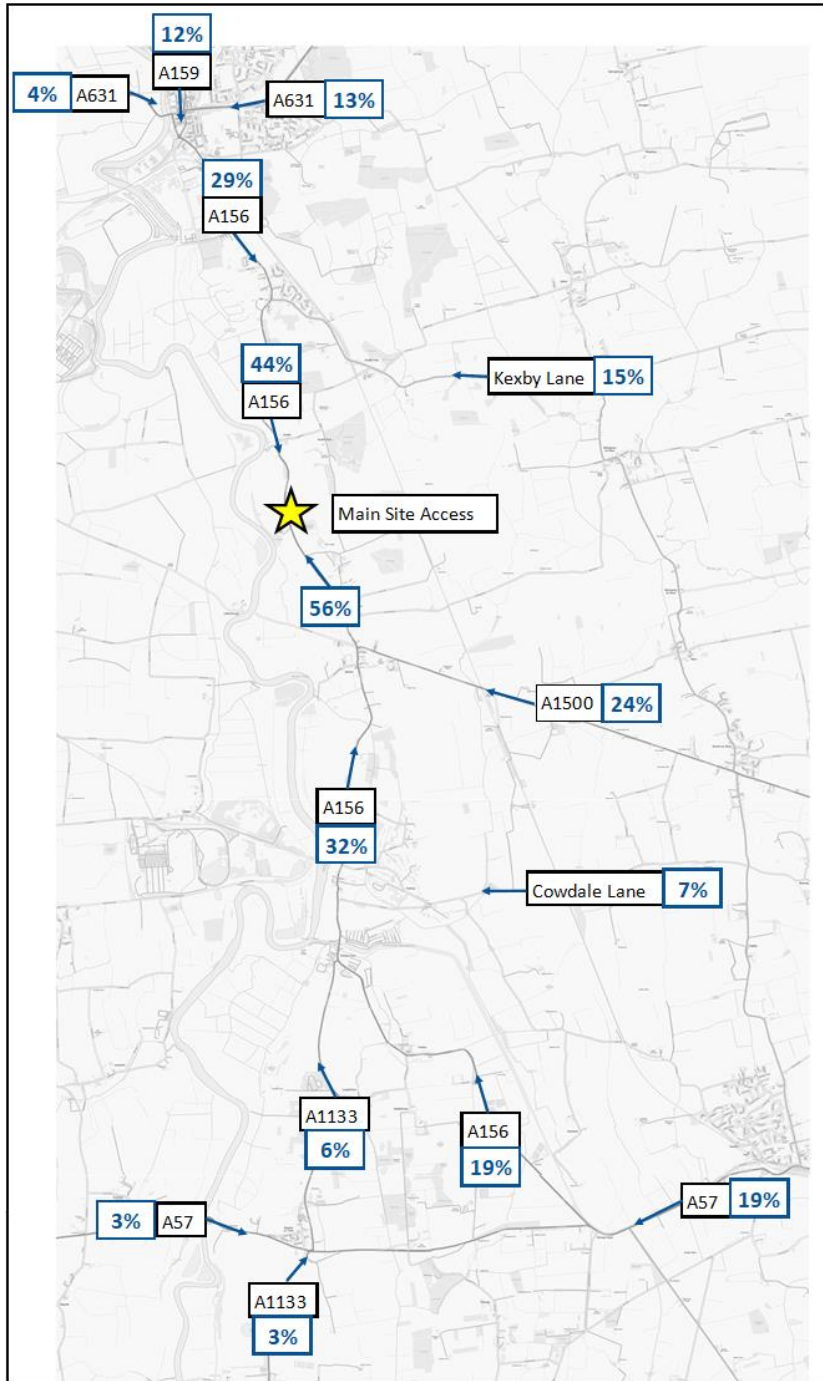 12%
A159
4% A631
A631 13%
29%
A156
44%
A156
Kexby Lane 15%
Main Site Access
56%
A1500 24%
A156
32%
Cowdale Lane 7%
A1133
6%
A156
19%
3% A57
A57 19%
A1133
3%